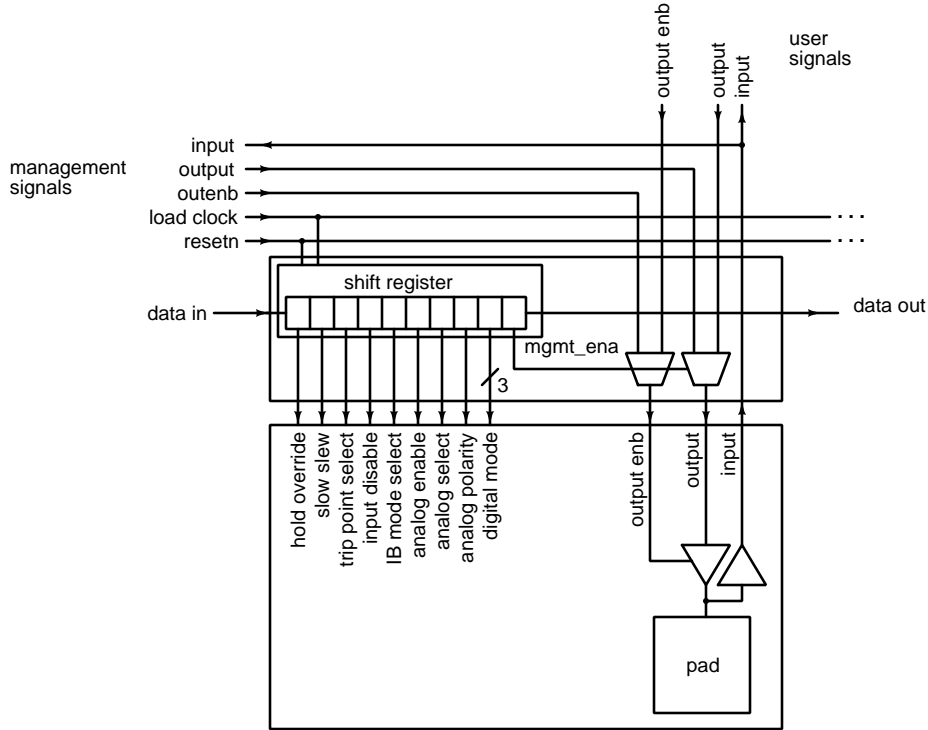 user
signals
output enb
output
input
management
signals
input
output
outenb
load clock
resetn
. . .
. . .
shift register
data in
data out
mgmt_ena
3
hold override
slow slew
trip point select
input disable
IB mode select
analog enable
analog select
analog polarity
digital mode
output enb
output
input
pad